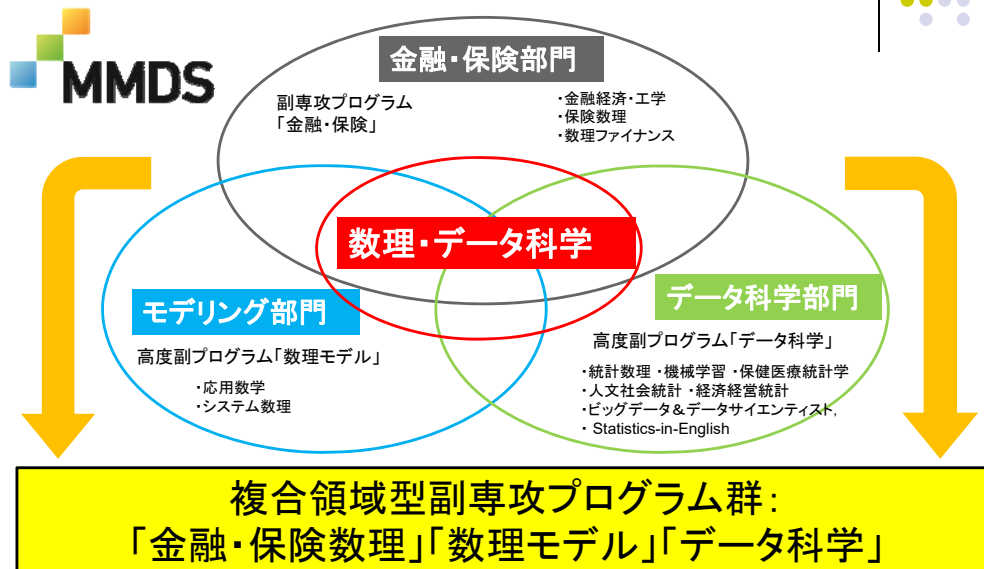 MMDS
金融・保険部門
副専攻プログラム
「金融・保険」
・金融経済・工学
・保険数理
・数理ファイナンス
数理・データ科学
モデリング部門
高度副プログラム「数理モデル」
・応用数学
・システム数理
データ科学部門
高度副プログラム「データ科学」
・統計数理 ・機械学習 ・保健医療統計学
・人文社会統計 ・経済経営統計
・ビッグデータ＆データサイエンティスト,
・ Statistics-in-English
複合領域型副専攻プログラム群：
「金融・保険数理」「数理モデル」「データ科学」